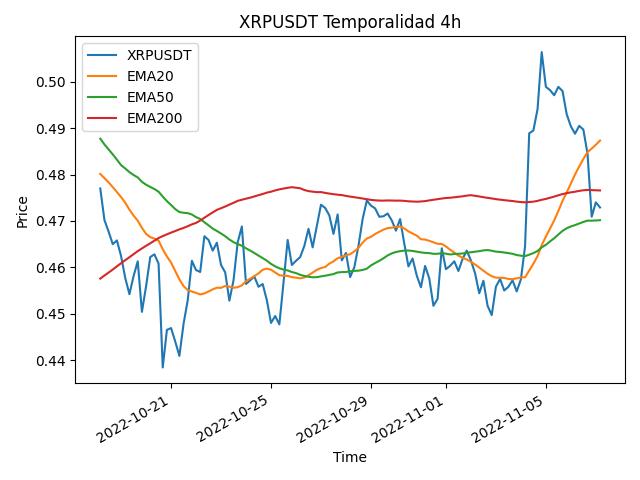 XRPUSDT Temporalidad 4h
XRPUSDT
EMA20
EMA50
EMA200
Price
0.50
0.49
0.48
0.47
0.46
0.45
0.44
2022-10-21
2022-10-25
2022-10-29
2022-11-01
2022-11-05
Time